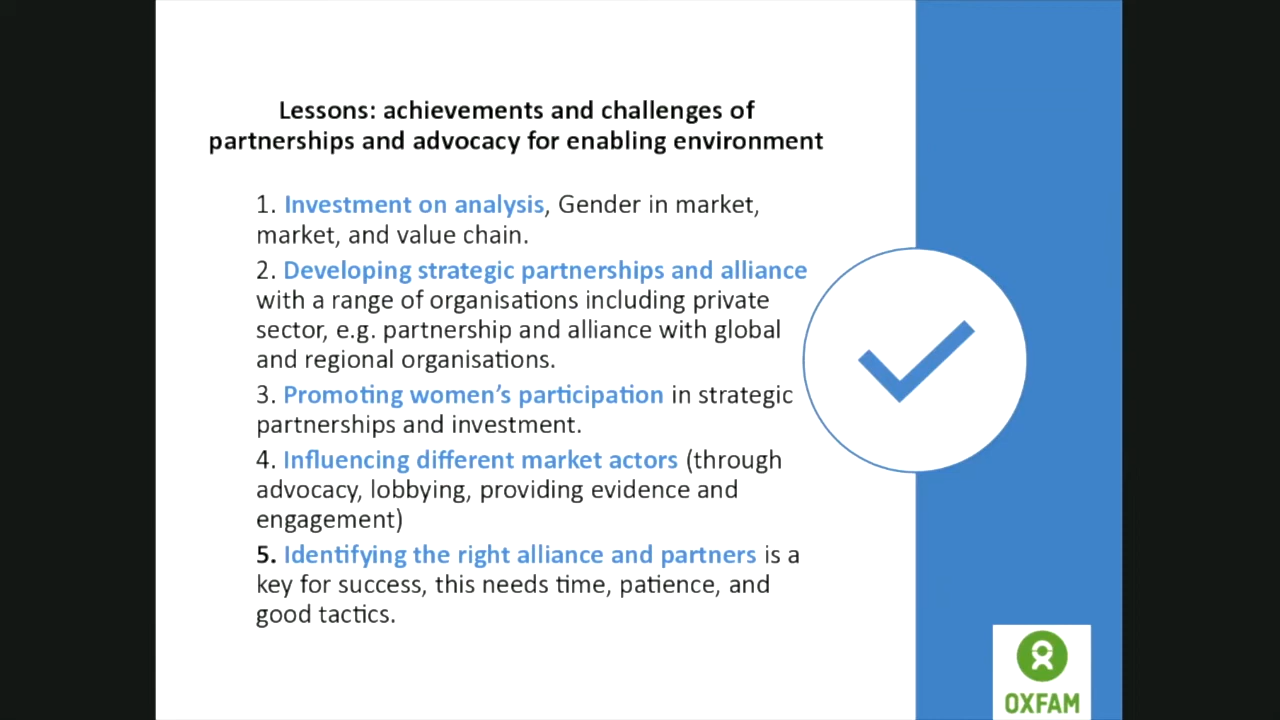 Lessons: achievements and challenges of
partnerships and advocacy for enabling environment
1. Investment on analysis, Gender in market,
market, and value chain.
2. Developing strategic partnerships and alliance
with a range of organisations including private
sector, e.g. partnership and alliance with global
and regional organisations.
3. Promoting women’s participation in strategic
partnerships and investment.
4. Influencing different market actors (through
advocacy, lobbying, providing evidence and
engagement)
5. Identifying the right alliance and partners is a
key for success, this needs time, patience, and
good tactics.
OXFAM